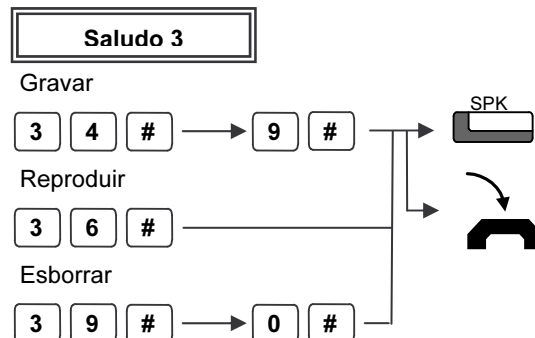 Saludo 3
Gravar
3 4 # 9 # SPK
Reproduir
3 6 #
Esborrar
3 9 # 0 #